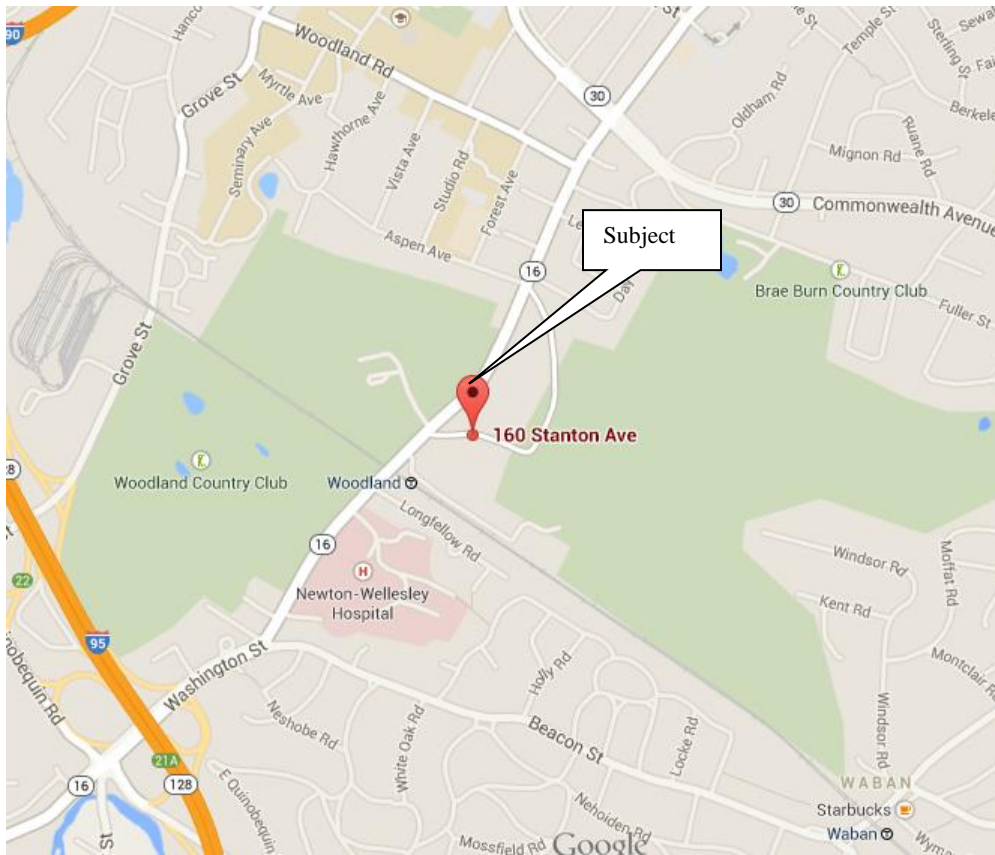 90
Woodland Rd
30
Grove St
Myrtle Ave
Hawthorne Ave
Vista Ave
Seminary Ave
Studio Rd
Forest Ave
Aspen Ave
Oldham Rd
Temple St
Sterling St
Mignon Rd
Ruane Rd
30
Commonwealth Avenue
Subject
16
Brae Burn Country Club
Fuller St
Grove St
160 Stanton Ave
Woodland Country Club
Woodland
Longfellow Rd
16
H
Newton-Wellesley
Hospital
22
95
Washington St
Windsor Rd
Moffat Rd
Kent Rd
Windsor Rd
Holly Rd
Neshobe Rd
White Oak Rd
Beacon St
Locke Rd
21A
128
16
E Quinobequin
Nehoiden Rd
Mossfield Rd
WABAN
Starbucks
Waban
Google